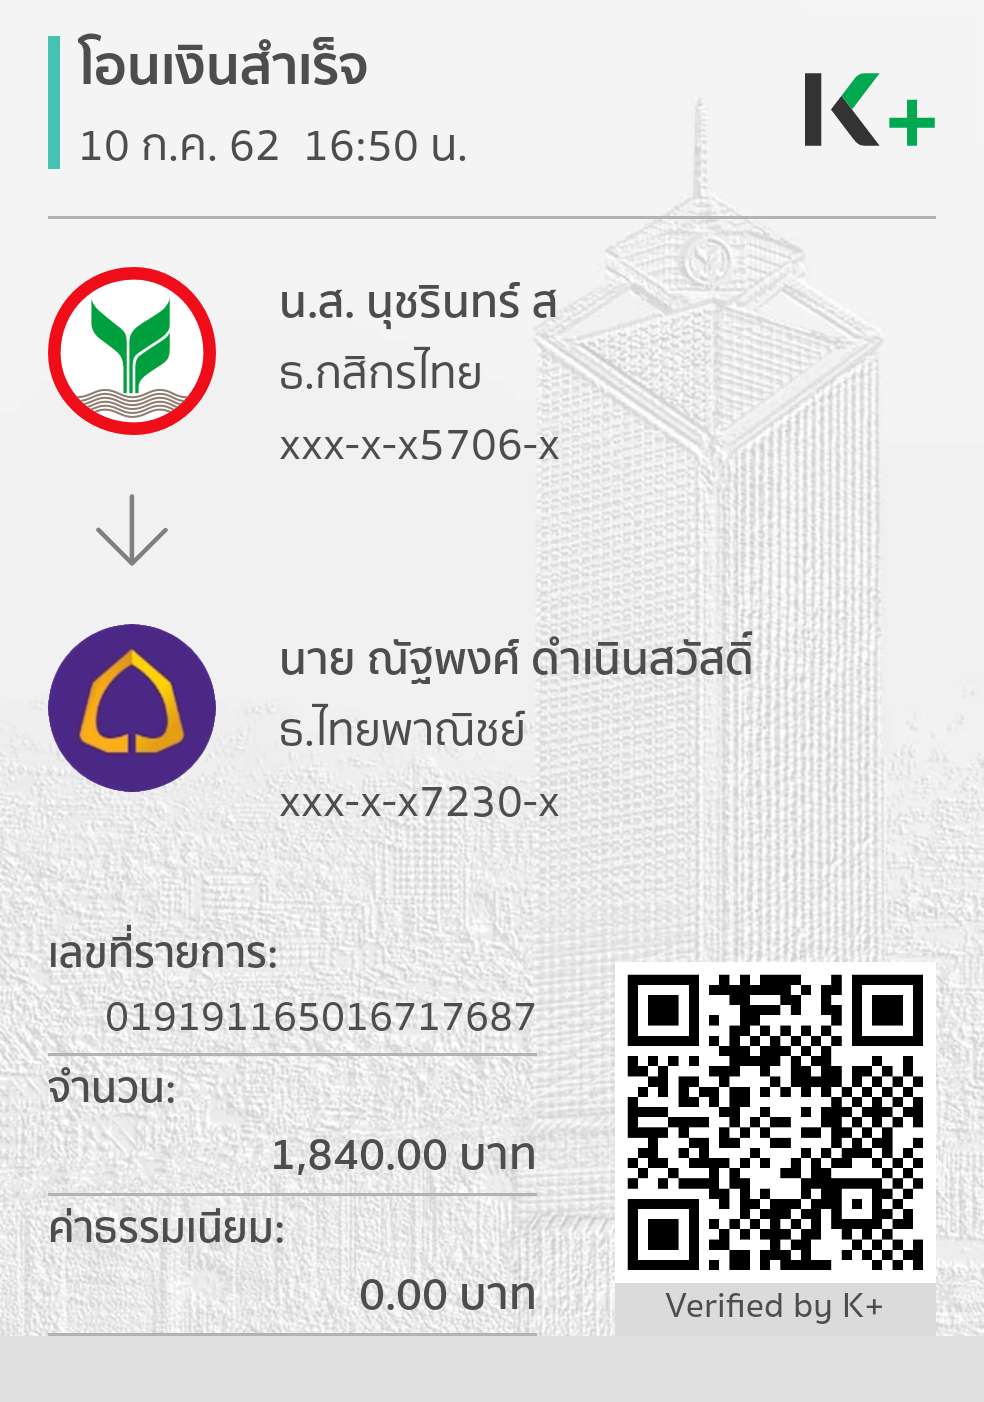 โอนเงินสำเร็จ
10 ก.ค. 62 16:50 น.
K+
น.ส. นุชรินทร์ ส
ธ.กสิกรไทย
xxx-x-x5706-x
นาย ณัฐพงศ์ ดำเนินสวัสดิ์
ธ.ไทยพาณิชย์
xxx-x-x7230-x
เลขที่รายการ:
019191165016717687
จำนวน:
1,840.00 บาท
ค่าธรรมเนียม:
0.00 บาท
Verified by K+